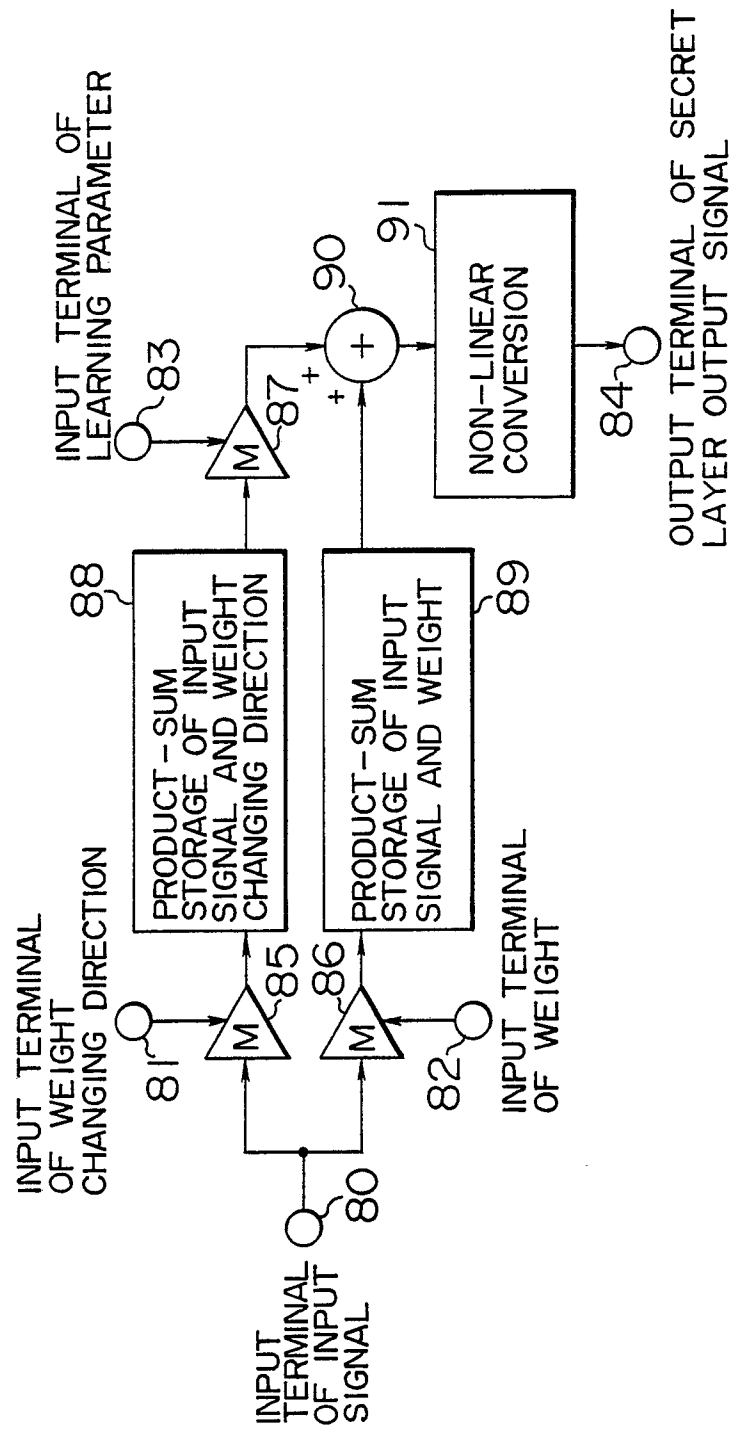 INPUT TERMINAL
OF WEIGHT
CHANGING DIRECTION
INPUT TERMINAL OF
LEARNING PARAMETER
81
83
88
PRODUCT-SUM
STORAGE OF INPUT
SIGNAL AND WEIGHT
CHANGING DIRECTION
M
85
M
87
INPUT
TERMINAL
OF INPUT
SIGNAL
80
+
+
+
90
M
86
PRODUCT-SUM
STORAGE OF INPUT
SIGNAL AND WEIGHT
89
91
NON-LINEAR
CONVERSION
82
INPUT TERMINAL
OF WEIGHT
84
OUTPUT TERMINAL OF SECRET
LAYER OUTPUT SIGNAL